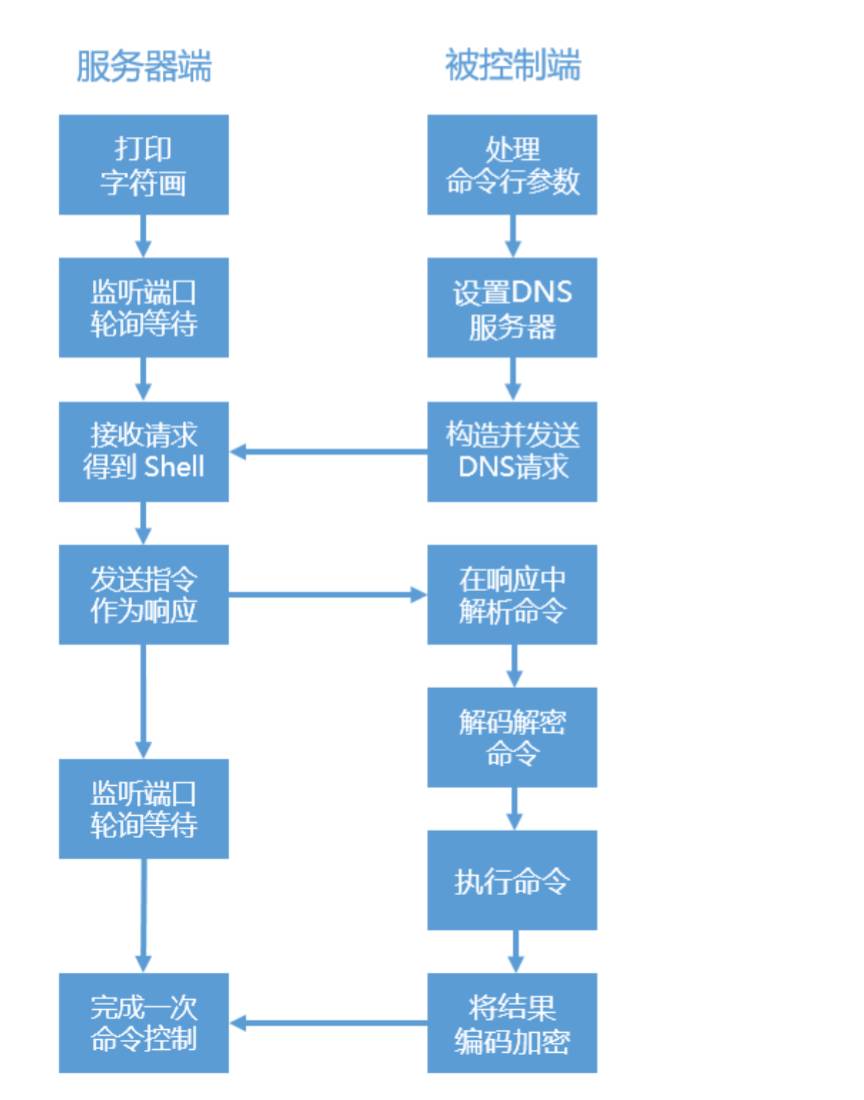 服务器端
被控制端
打印
字符画
处理
命令行参数
监听端口
轮询等待
设置DNS
服务器
接收请求
得到 Shell
构造并发送
DNS请求
发送指令
作为响应
在响应中
解析命令
解码解密
命令
监听端口
轮询等待
执行命令
完成一次
命令控制
将结果
编码加密